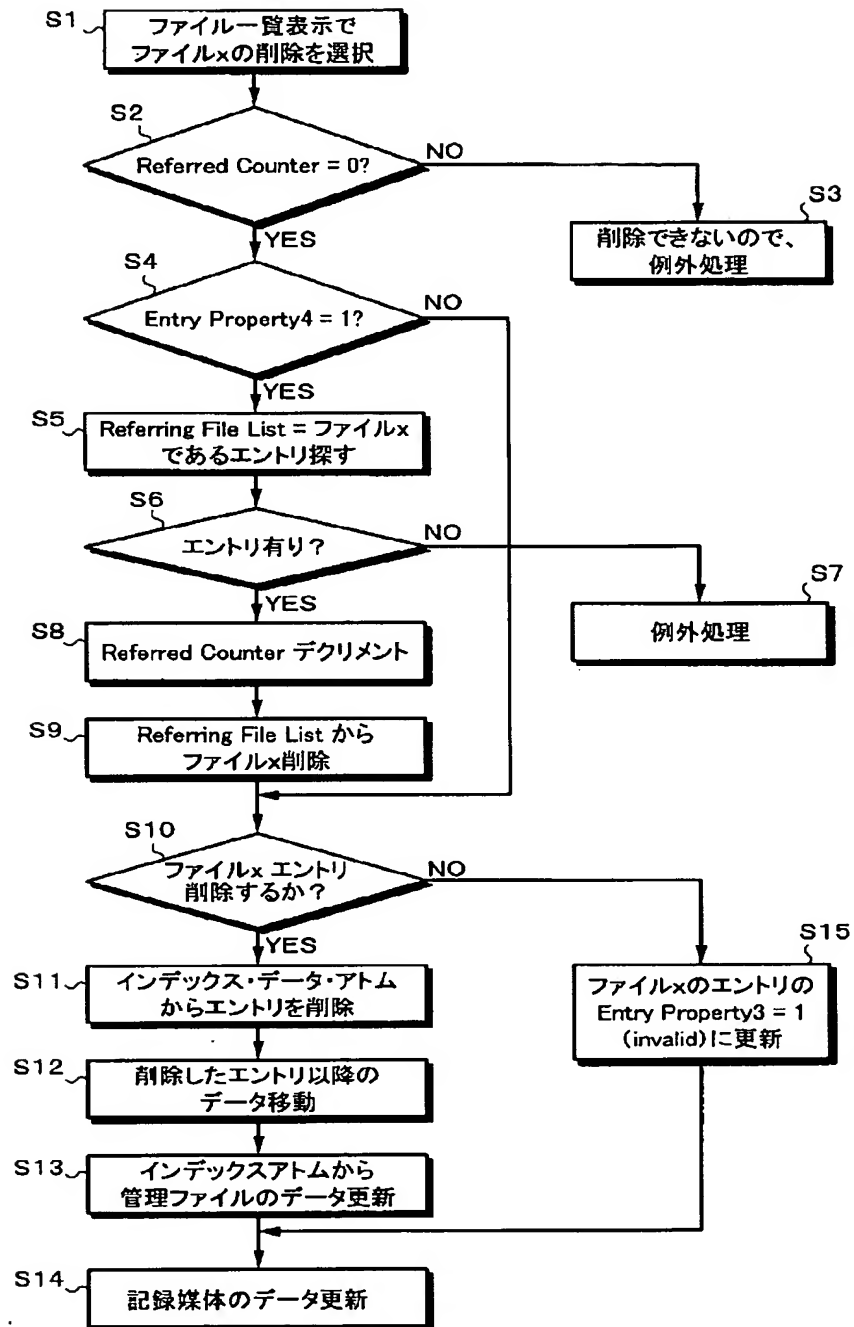 S1
ファイル一覧表示で
ファイルxの削除を選択
S2
Referred Counter = 0?
NO
YES
S3
削除できないので、
例外処理
S4
Entry Property4 = 1?
NO
YES
S5
Referring File List = ファイルx
であるエントリ探す
S6
エントリ有り？
NO
YES
S7
例外処理
S8
Referred Counter デクリメント
S9
Referring File List から
ファイルx削除
S10
ファイルx エントリ
削除するか？
NO
YES
S11
インデックス・データ・アトム
からエントリを削除
S15
ファイルxのエントリの
Entry Property3 = 1
(invalid)に更新
S12
削除したエントリ以降の
データ移動
S13
インデックスアトムから
管理ファイルのデータ更新
S14
記録媒体のデータ更新